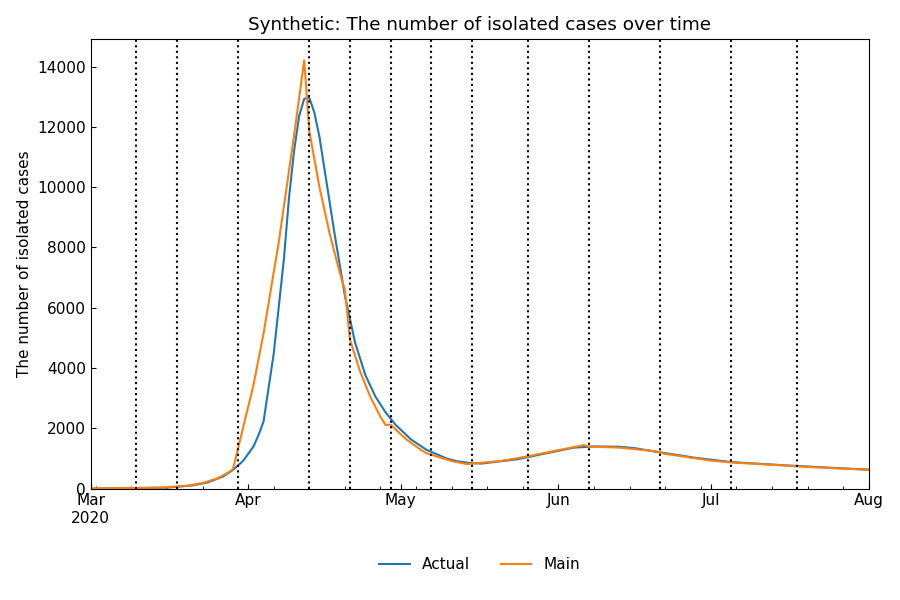 Synthetic: The number of isolated cases over time
The number of isolated cases
14000
12000
10000
8000
6000
4000
2000
0
Mar Apr May Jun Jul Aug
2020
Actual Main